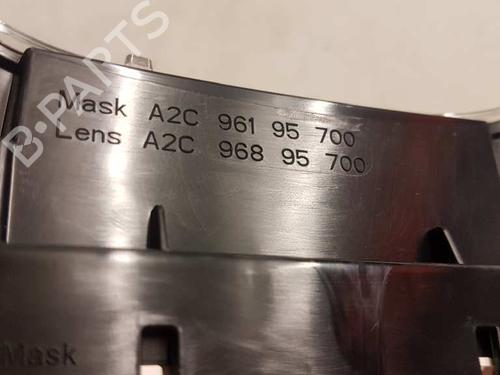 B-PARTS
Mask A2C 961 95 700
Lens A2C 968 95 700
Mask